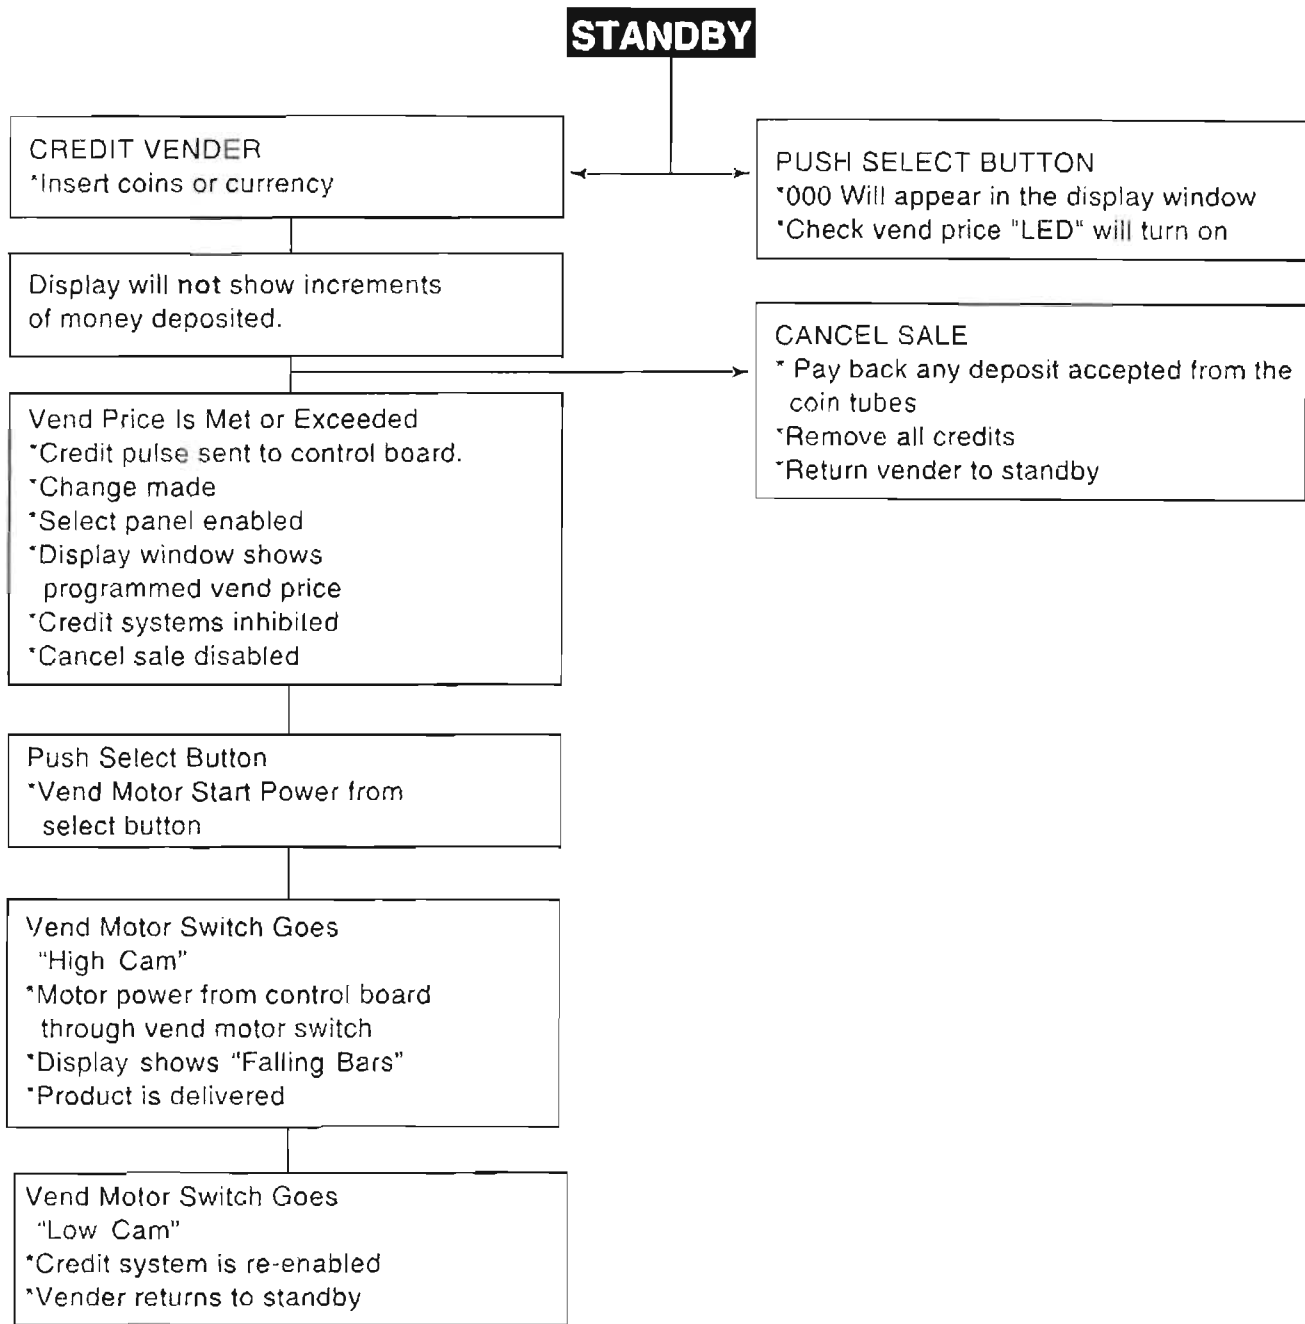 STANDBY
CREDIT VENDER
*Insert coins or currency
PUSH SELECT BUTTON
*000 Will appear in the display window
*Check vend price "LED" will turn on
Display will not show increments
of money deposited.
CANCEL SALE
* Pay back any deposit accepted from the
coin tubes
*Remove all credits
*Return vender to standby
Vend Price Is Met or Exceeded
*Credit pulse sent to control board.
*Change made
*Select panel enabled
*Display window shows
programmed vend price
*Credit systems inhibited
*Cancel sale disabled
Push Select Button
*Vend Motor Start Power from
select button
Vend Motor Switch Goes
"High Cam"
*Motor power from control board
through vend motor switch
*Display shows "Falling Bars"
*Product is delivered
Vend Motor Switch Goes
"Low Cam"
*Credit system is re-enabled
*Vender returns to standby